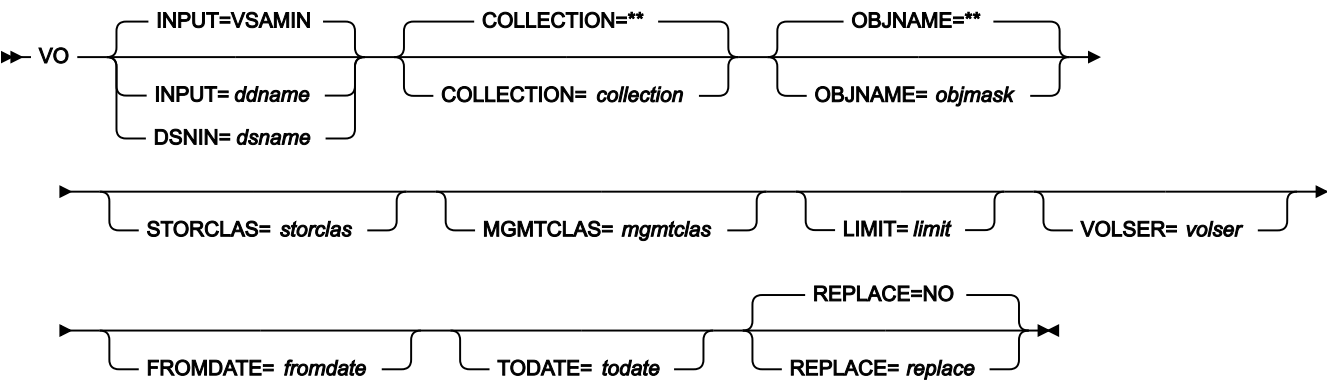 INPUT=VSAMIN COLLECTION=** OBJNAME=**
VO
INPUT= ddname COLLECTION= collection OBJNAME= objmask
DSNIN= dsname
STORCLAS= storclas MGMTCLAS= mgmtclas LIMIT= limit VOLSER= volser
REPLACE=NO
FROMDATE= fromdate TODATE= todate REPLACE= replace